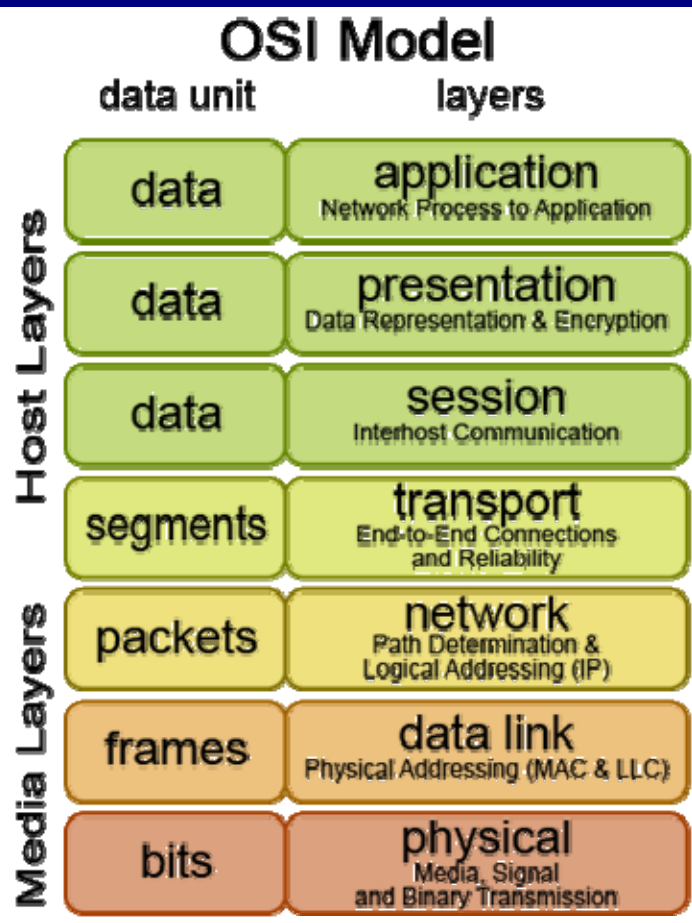 OSI Model
data unit layers
Host Layers
data application
Network Process to Application
data presentation
Data Representation & Encryption
data session
Interhost Communication
segments transport
End-to-End Connections
and Reliability
Media Layers
packets network
Path Determination &
Logical Addressing (IP)
frames data link
Physical Addressing (MAC & LLC)
bits physical
Media, Signal
and Binary Transmission